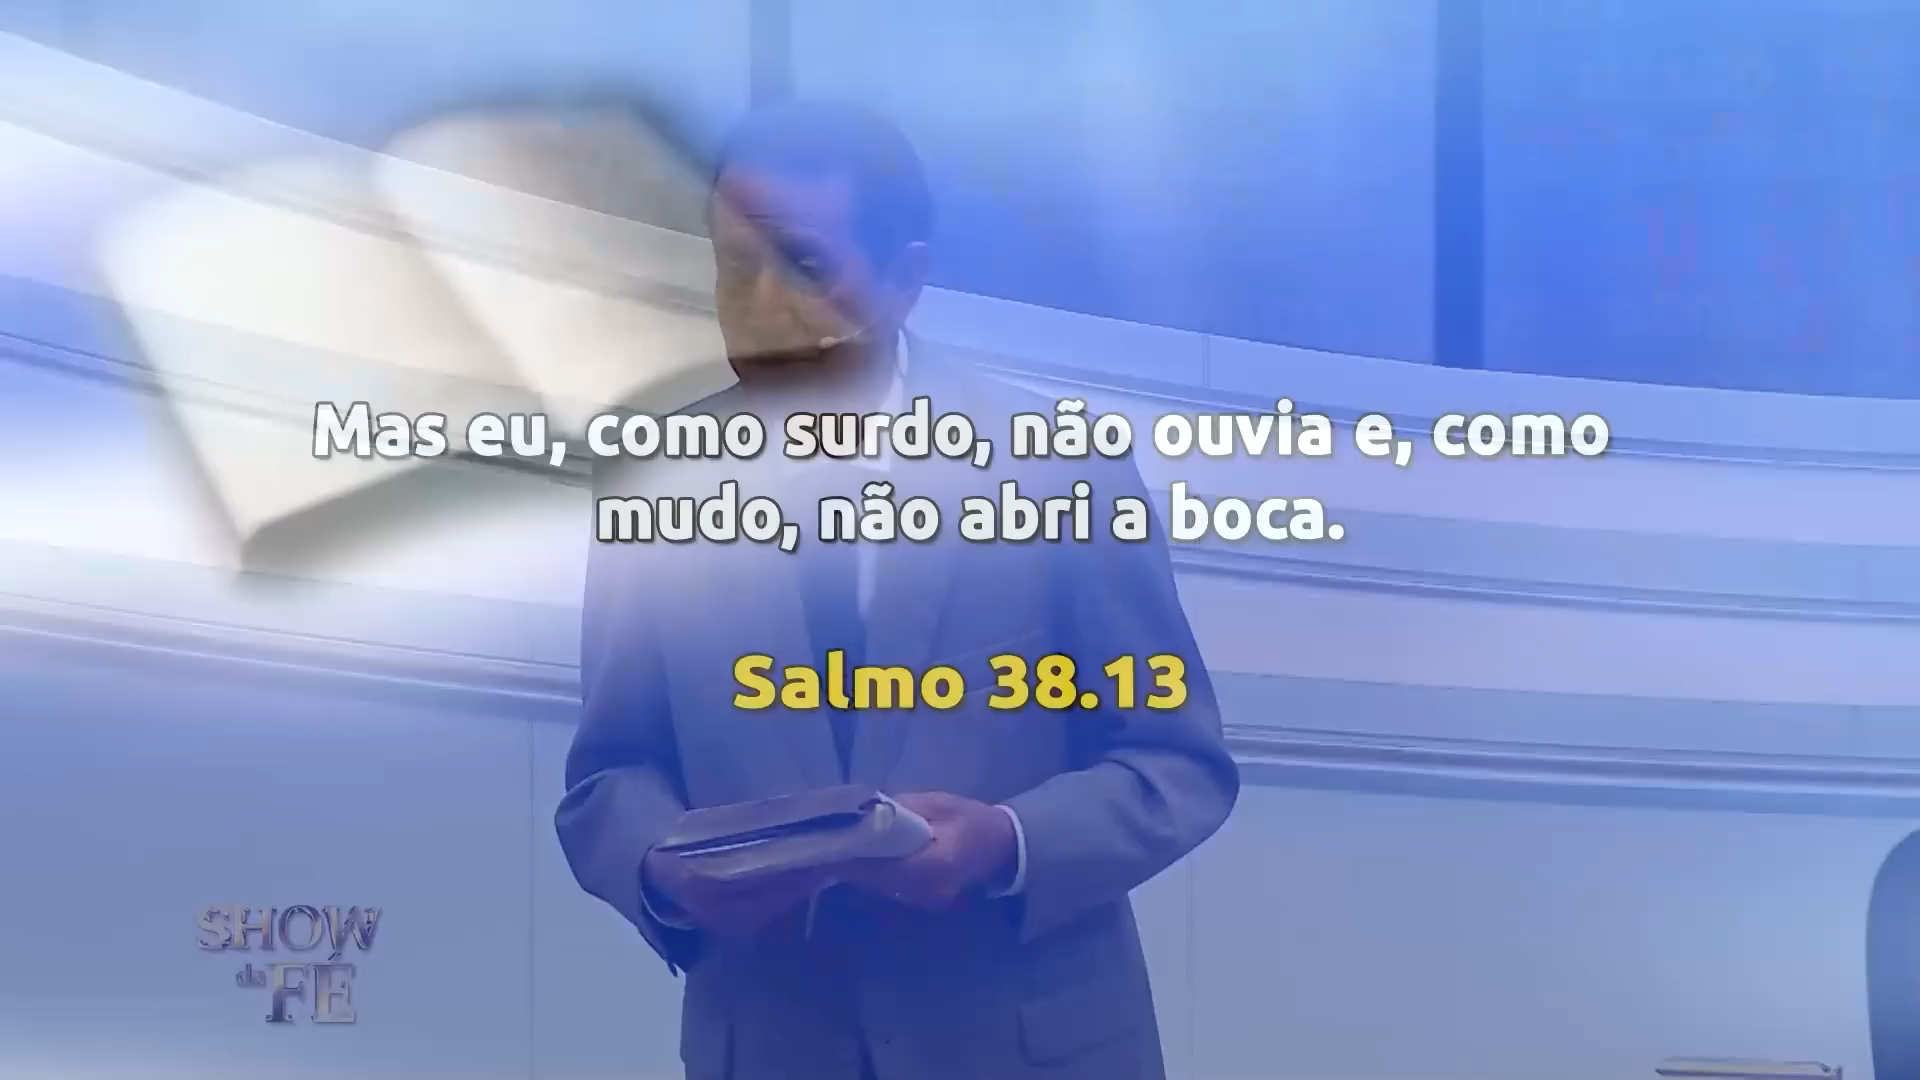 Mas eu, como surdo, não ouvia e, como
mudo, não abri a boca.
Salmo 38.13
SHOW
da FÉ